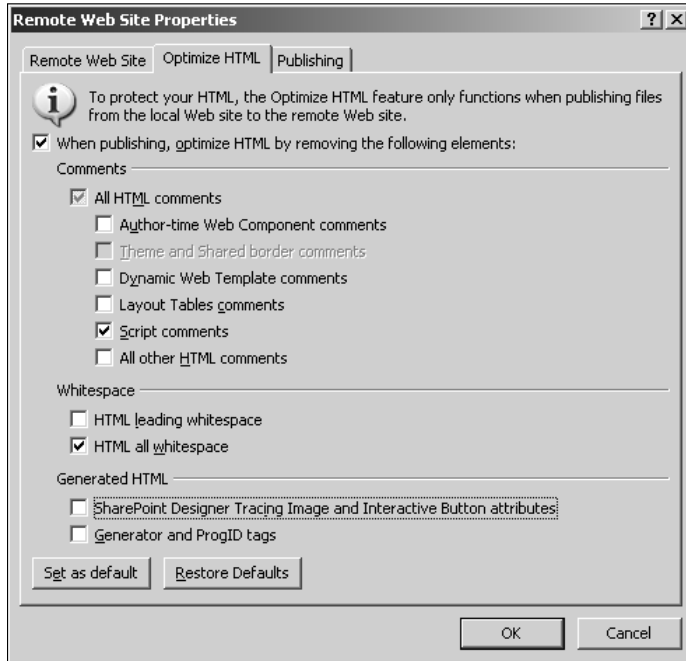 Remote Web Site Properties
Remote Web Site Optimize HTML Publishing
To protect your HTML, the Optimize HTML feature only functions when publishing files
from the local Web site to the remote Web site.
When publishing, optimize HTML by removing the following elements:
Comments
All HTML comments
Author-time Web Component comments
Theme and Shared border comments
Dynamic Web Template comments
Layout Tables comments
Script comments
All other HTML comments
Whitespace
HTML leading whitespace
HTML all whitespace
Generated HTML
SharePoint Designer Tracing Image and Interactive Button attributes
Generator and ProgID tags
Set as default Restore Defaults
OK Cancel